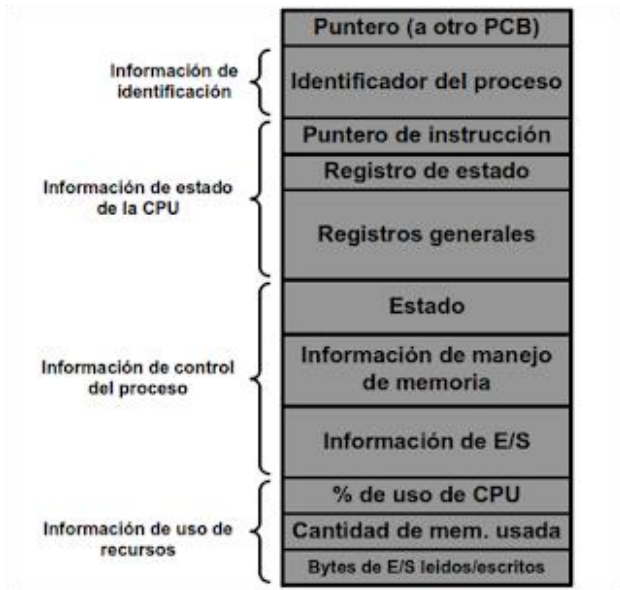 Puntero (a otro PCB)
Información de
identificación
Identificador del proceso
Información de estado
de la CPU
Puntero de instrucción
Registro de estado
Registros generales
Información de control
del proceso
Estado
Información de manejo
de memoria
Información de E/S
Información de uso de
recursos
% de uso de CPU
Cantidad de mem. usada
Bytes de E/S leidos/escritos